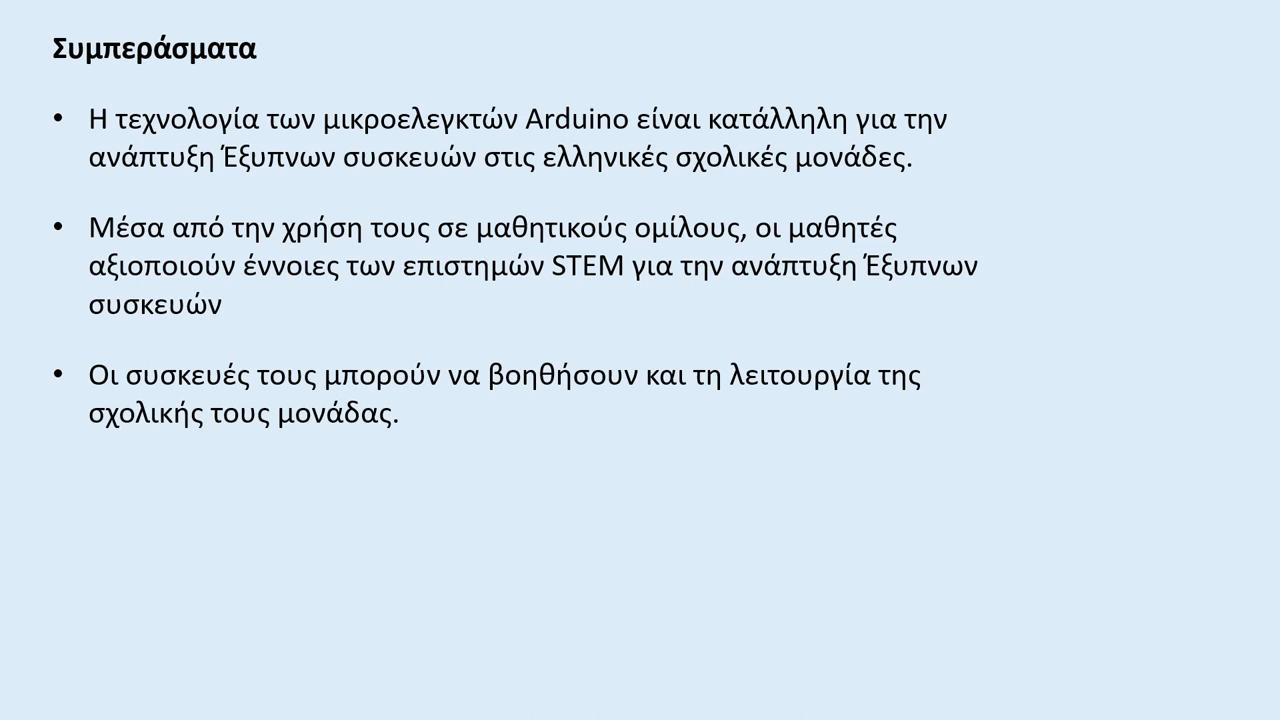 Συμπεράσματα
• Η τεχνολογία των μικροελεγκτών Arduino είναι κατάλληλη για την
ανάπτυξη Έξυπνων συσκευών στις ελληνικές σχολικές μονάδες.
• Μέσα από την χρήση τους σε μαθητικούς ομίλους, οι μαθητές
αξιοποιούν έννοιες των επιστημών STEM για την ανάπτυξη Έξυπνων
συσκευών
• Οι συσκευές τους μπορούν να βοηθήσουν και τη λειτουργία της
σχολικής τους μονάδας.